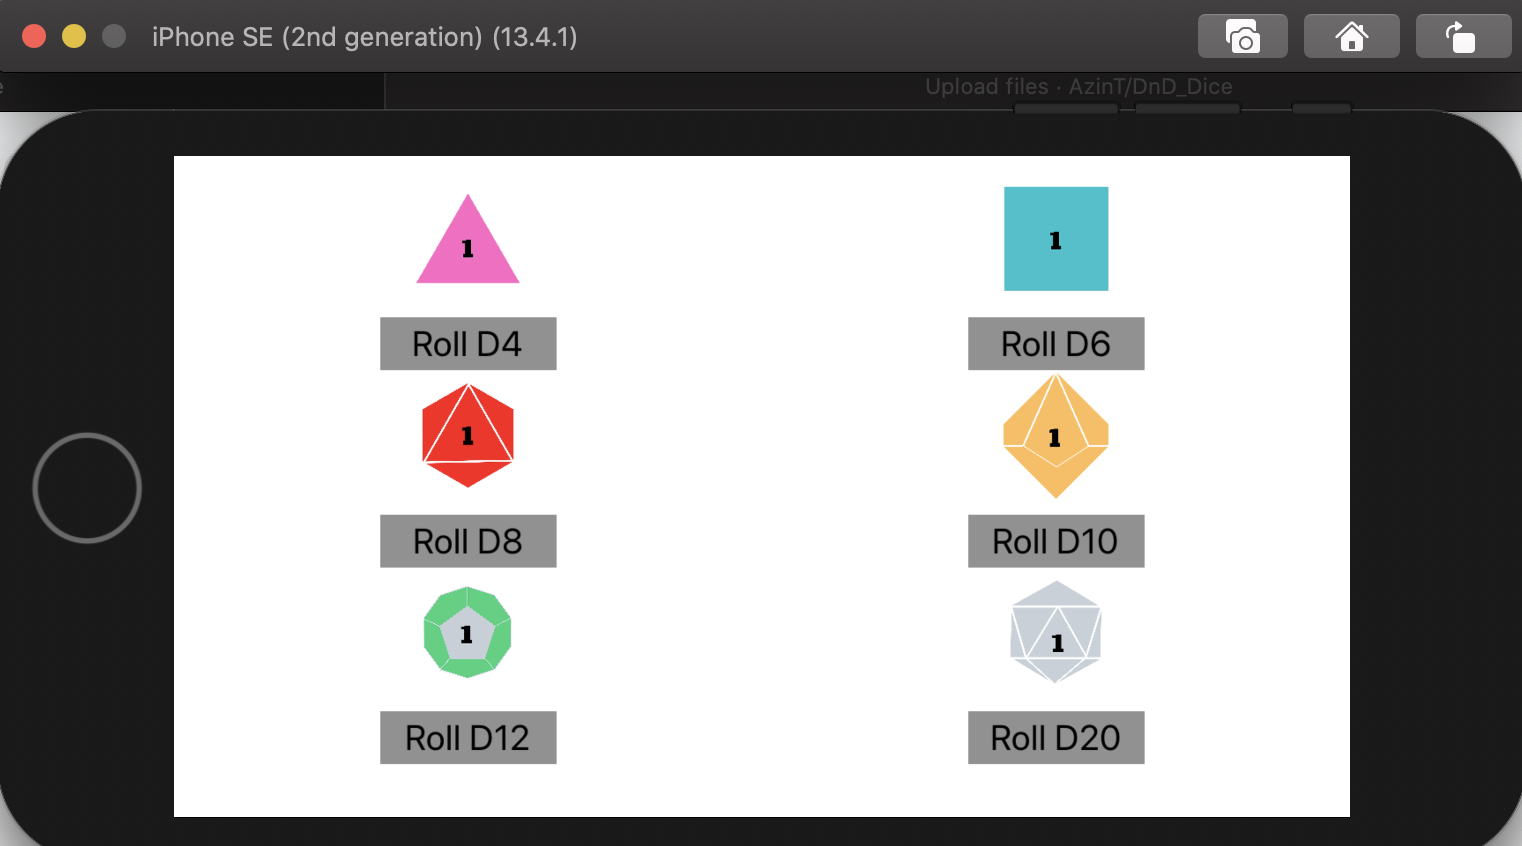 iPhone SE (2nd generation) (13.4.1)
Upload files · AzinT/DnD_Dice
1
1
Roll D4
Roll D6
1
1
Roll D8
Roll D10
1
1
Roll D12
Roll D20